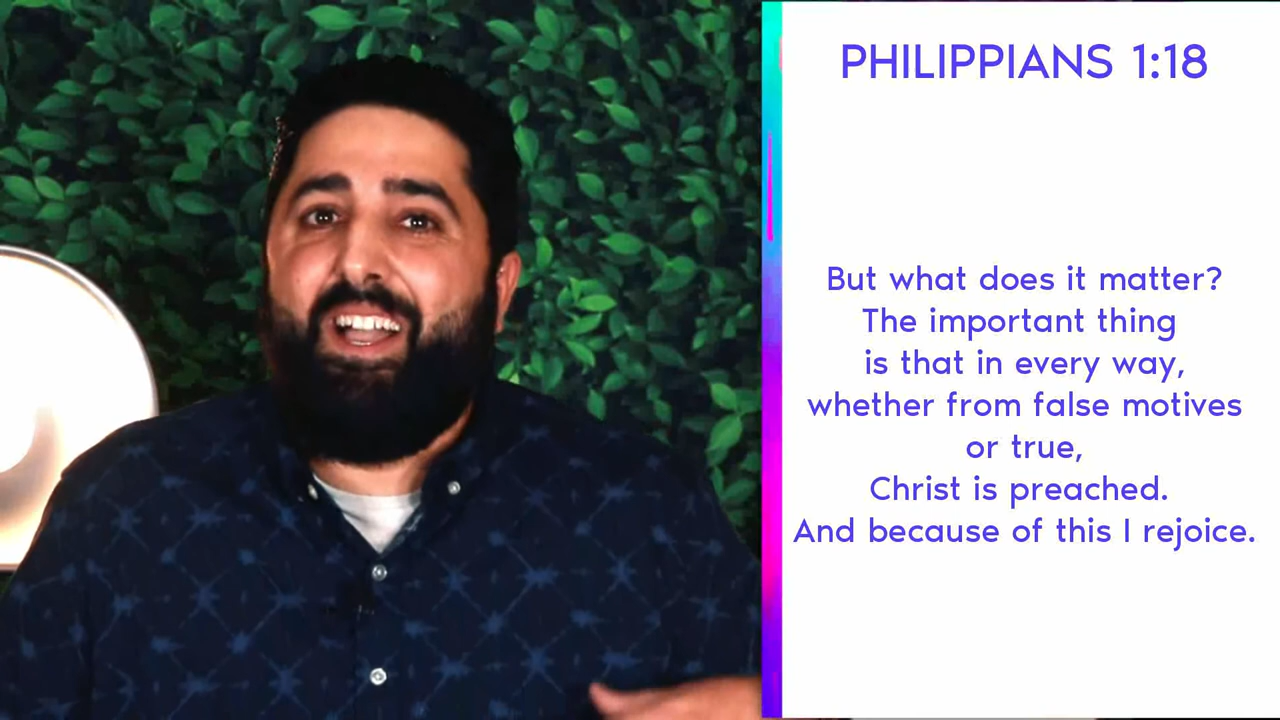 PHILIPPIANS 1:18
But what does it matter?
The important thing
is that in every way,
whether from false motives
or true,
Christ is preached.
And because of this I rejoice.